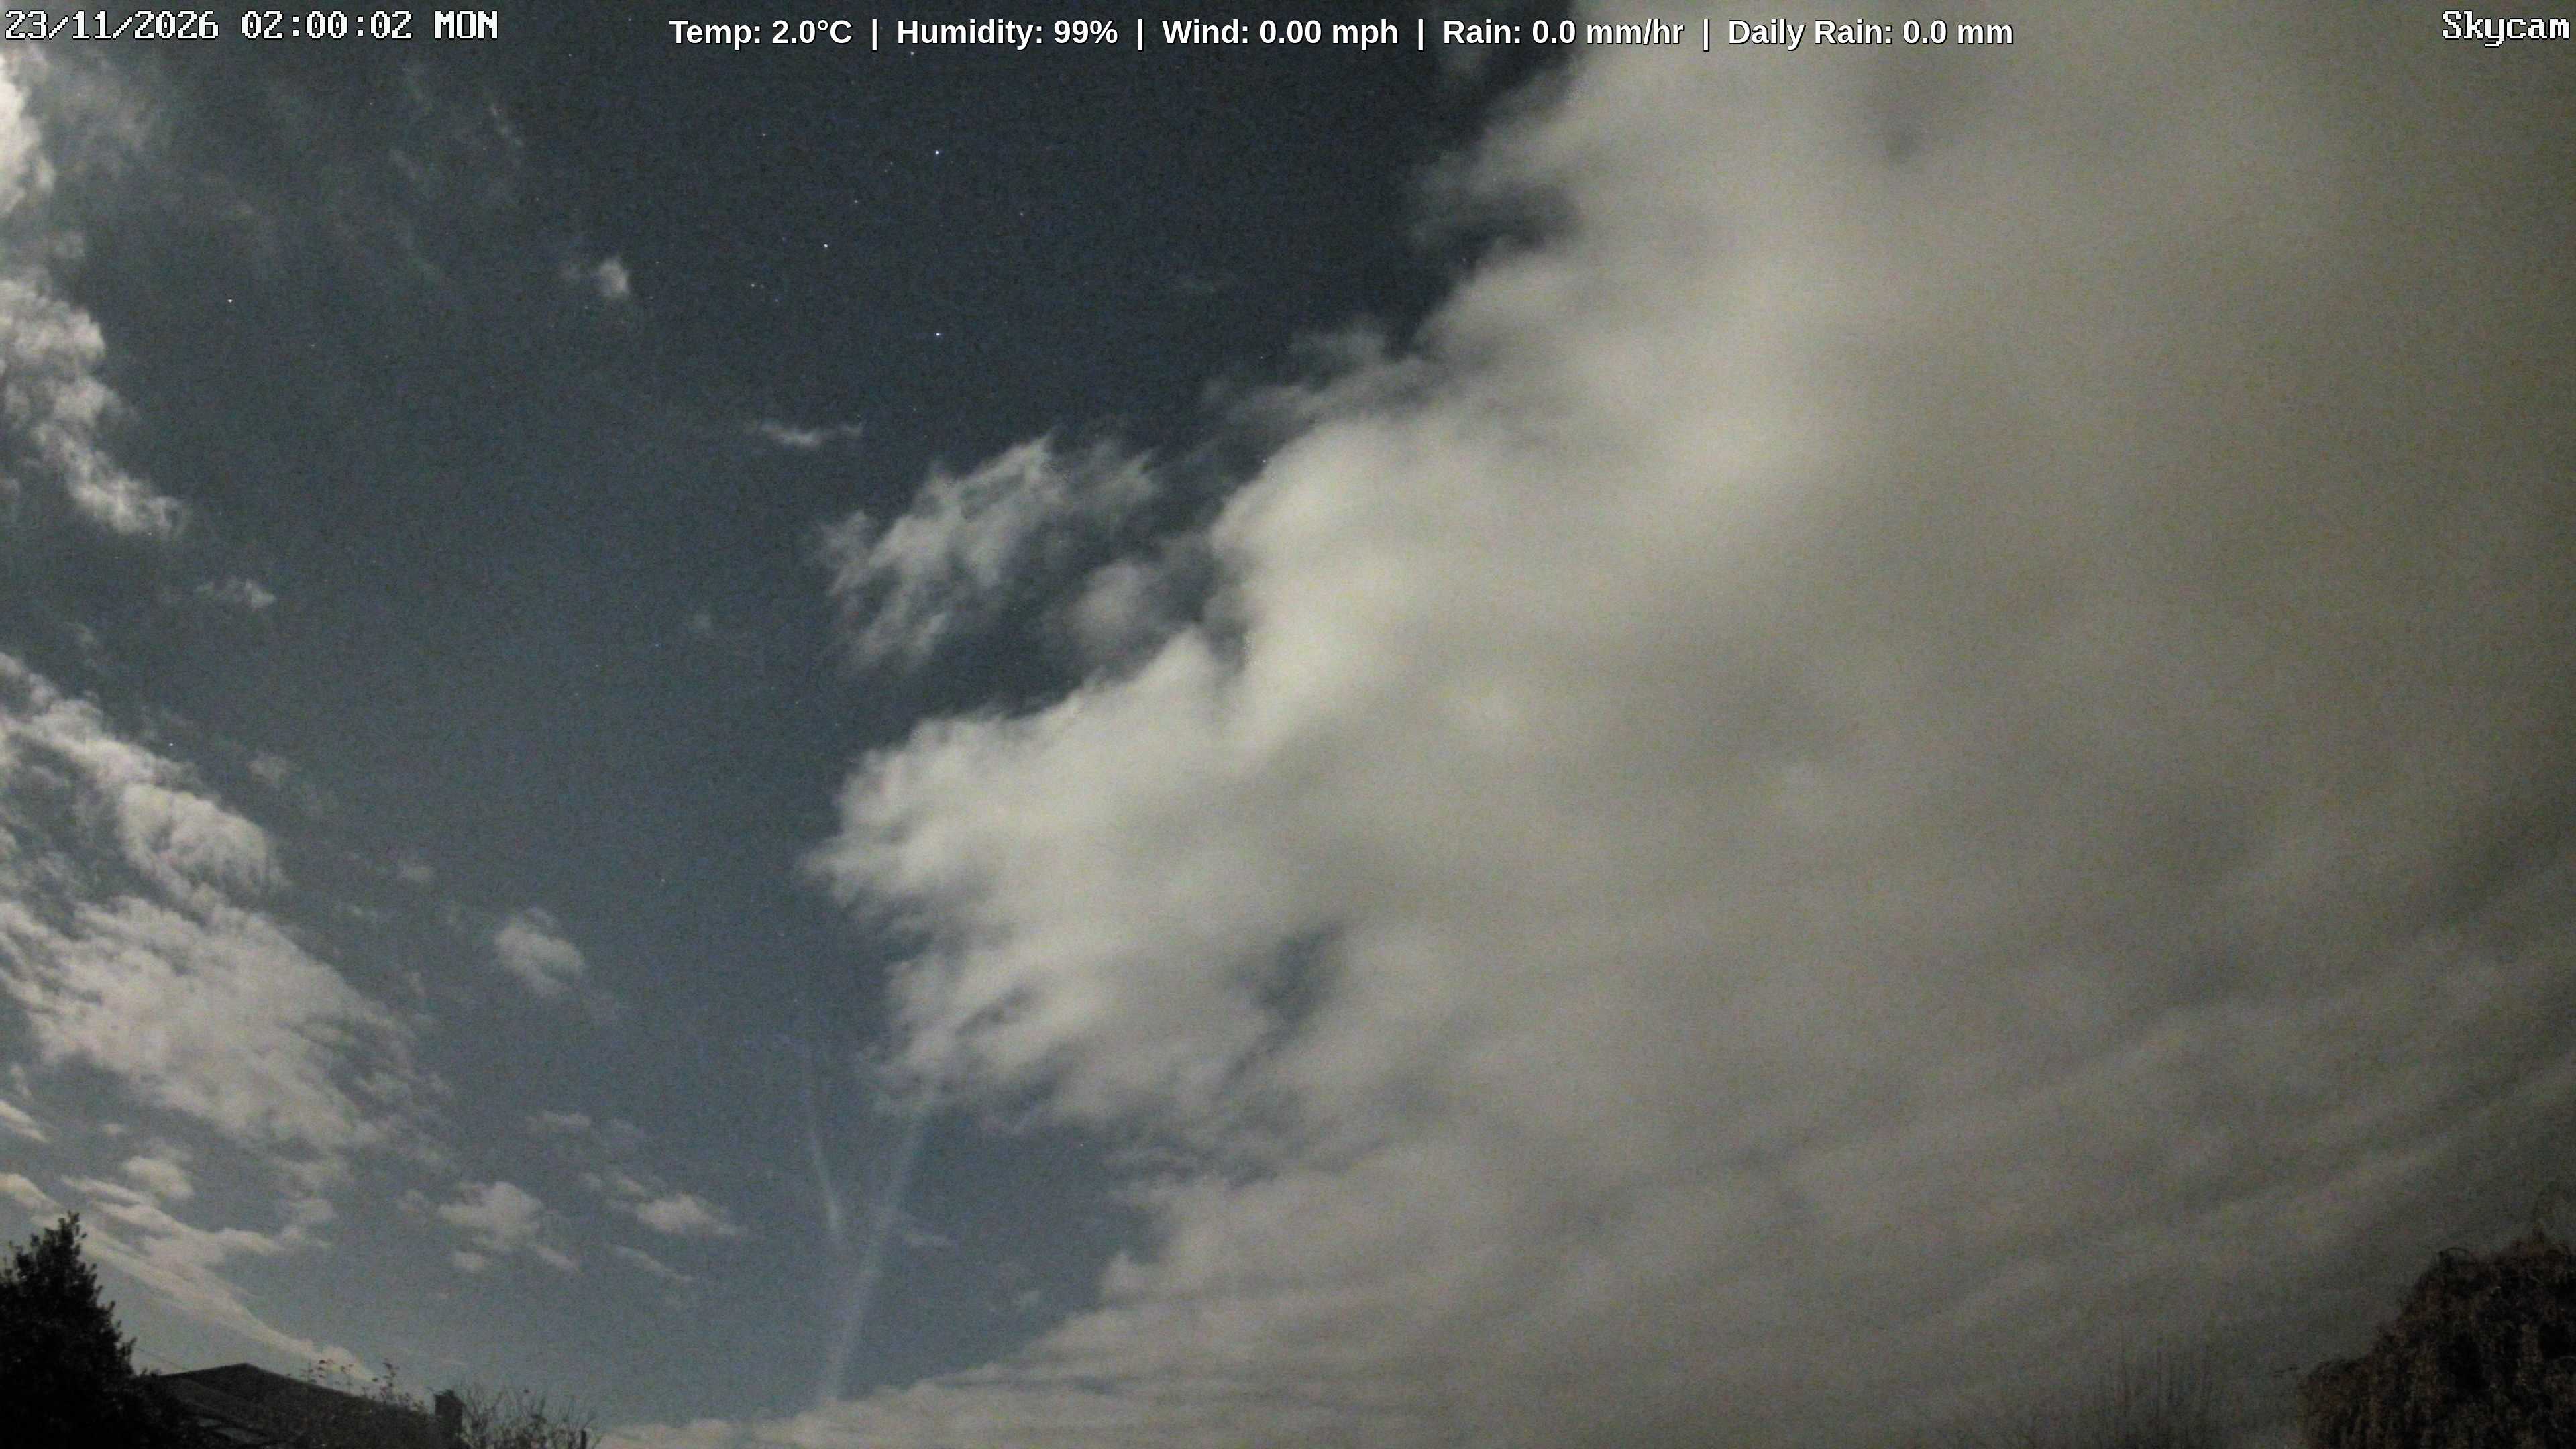 23/11/2026 02:00:02 MON
Temp: 2.0°C | Humidity: 99% | Wind: 0.00 mph | Rain: 0.0 mm/hr | Daily Rain: 0.0 mm
Skycam